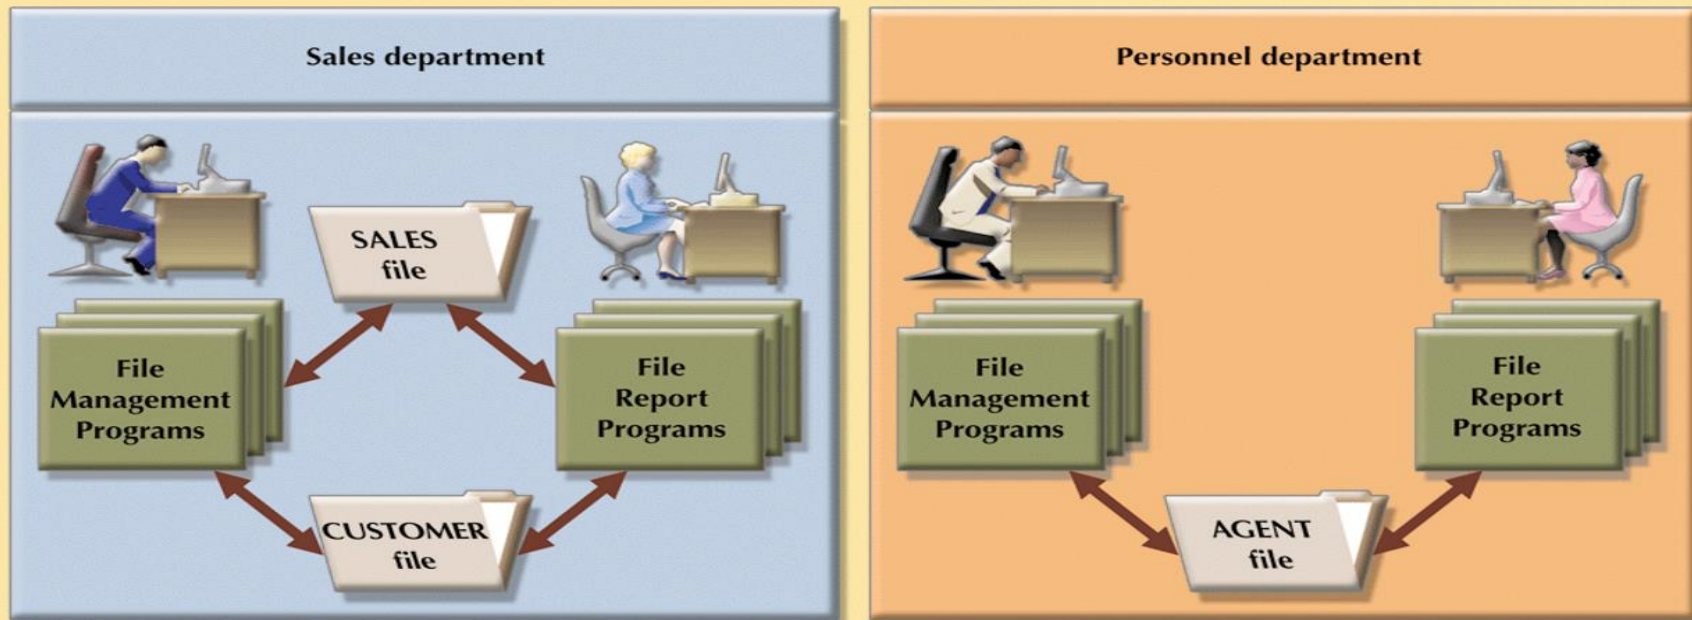 Sales department
SALES
file
File
Management
Programs
File
Report
Programs
CUSTOMER
file
Personnel department
File
Management
Programs
File
Report
Programs
AGENT
file